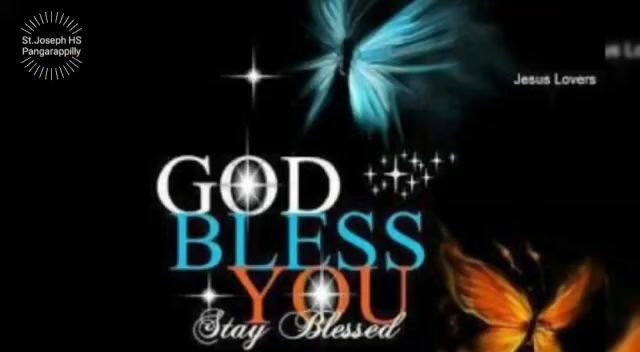 St.Joseph HS
Pangarappilly
Jesus Lovers
GOD
BLESS
YOU
Stay Blessed